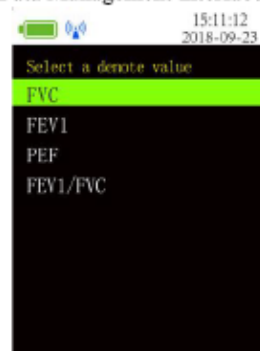 15:11:12
2018-09-23
Select a denote value
FVC
FEV1
PEF
FEV1/FVC